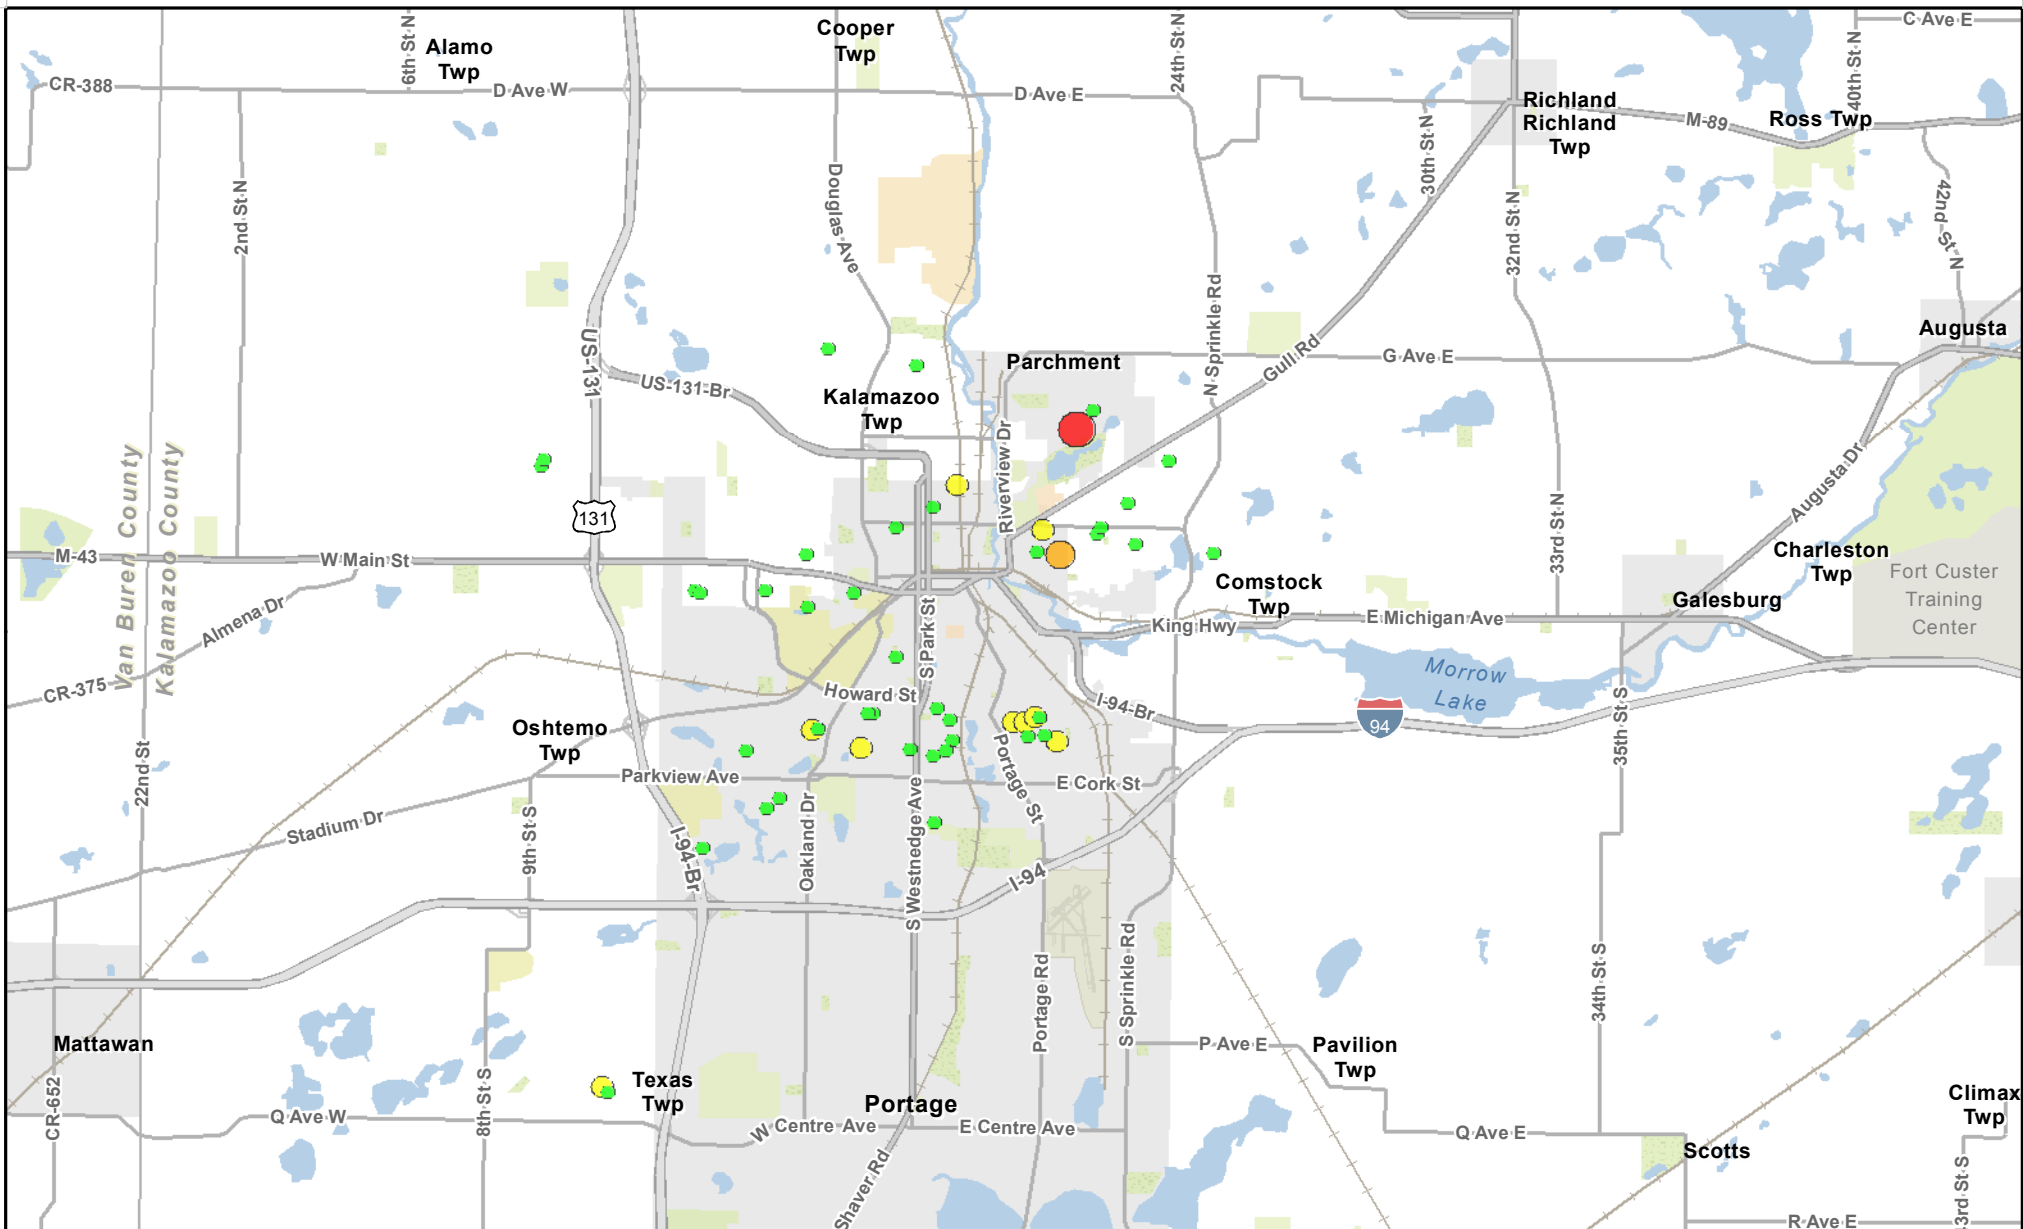 C Ave E
6th St N
Alamo
Twp
Cooper
Twp
24th St N
40th St N
CR-388
D Ave W
D Ave E
Richland
Richland
Twp
M-89
Ross Twp
30th St N
2nd St N
Douglas Ave
32nd St N
42nd St N
N Sprinkle Rd
US-131
US-131-Br
Parchment
Gull Rd
G Ave E
Augusta
Kalamazoo
Twp
Riverview Dr
Van Buren County
Kalamazoo County
131
33rd St N
Augusta Dr
M-43
W Main St
Charleston
Twp
Fort Custer
Training
Center
Comstock
Twp
Galesburg
Almena Dr
King Hwy
E Michigan Ave
S Park St
CR-375
Howard St
Morrow
Lake
I-94-Br
94
35th St S
Oshtemo
Twp
22nd St
Parkview Ave
Portage St
E Cork St
Stadium Dr
9th St S
I-94-Br
Oakland Dr
S Westnedge Ave
I-94
Portage Rd
S Sprinkle Rd
34th St S
Mattawan
P Ave E
Pavilion
Twp
Texas
Twp
CR-652
8th St S
Q Ave W
Portage
W Centre Ave
E Centre Ave
Q Ave E
Climax
Twp
Scotts
Shaver Rd
3rd St S
R Ave E